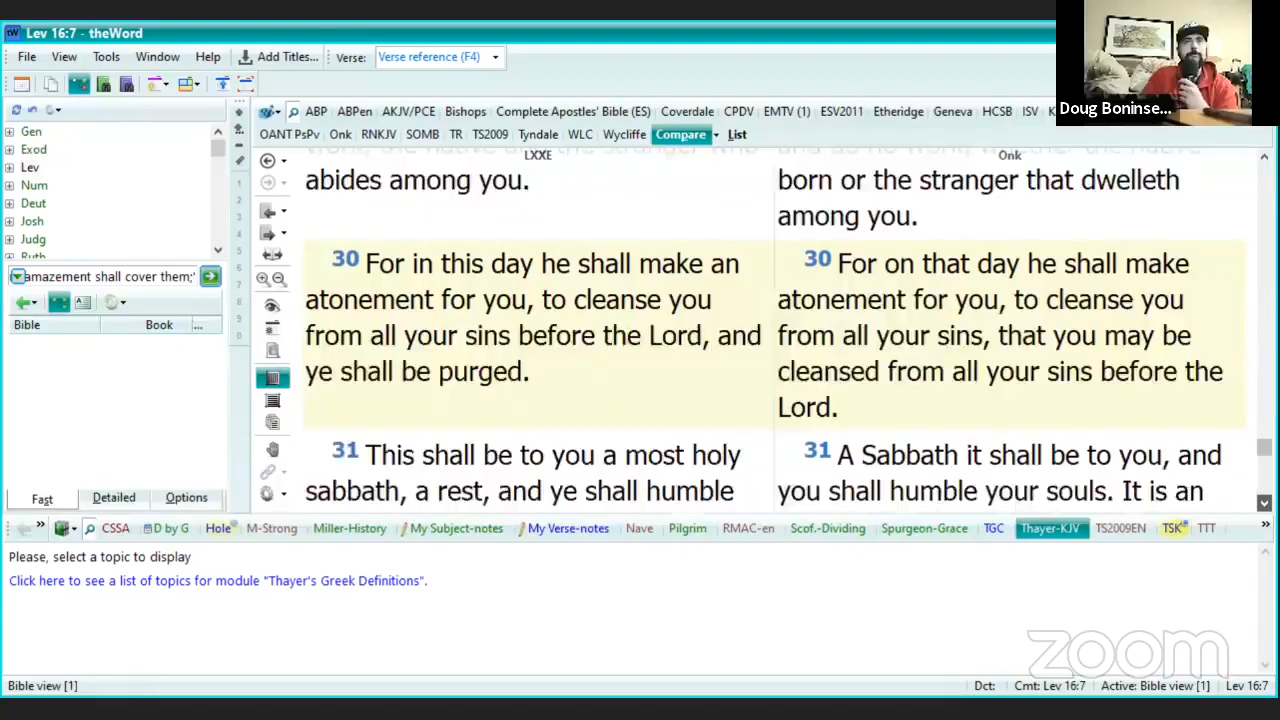 Lev 16:7 - theWord
File View Tools Window Help Add Titles... Verse: Verse reference (F4)
Doug Boninse...
ABP ABPen AKJV/PCE Bishops Complete Apostles' Bible (ES) Coverdale CPDV EMTV (1) ESV2011 Etheridge Geneva HCSB ISV
OANT PsPv Onk RNKJV SOMB TR TS2009 Tyndale WLC Wycliffe Compare List
Gen
Exod
Lev
Num
Deut
Josh
Judg
Ruth
amazement shall cover them;'
Bible Book ...
Fast Detailed Options
1
2
3
4
5
6
7
8
9
0
LXXE
abides among you.
30 For in this day he shall make an
atonement for you, to cleanse you
from all your sins before the Lord, and
ye shall be purged.
31 This shall be to you a most holy
sabbath, a rest, and ye shall humble
Onk
born or the stranger that dwelleth
among you.
30 For on that day he shall make
atonement for you, to cleanse you
from all your sins, that you may be
cleansed from all your sins before the
Lord.
31 A Sabbath it shall be to you, and
you shall humble your souls. It is an
CSSA D by G Hole M-Strong Miller-History My Subject-notes My Verse-notes Nave Pilgrim RMAC-en Scof.-Dividing Spurgeon-Grace TGC Thayer-KJV TS2009EN TSK TTT
Please, select a topic to display
Click here to see a list of topics for module "Thayer's Greek Definitions".
zoom
Bible view [1] Dct: Cmt: Lev 16:7 Active: Bible view [1] Lev 16:7